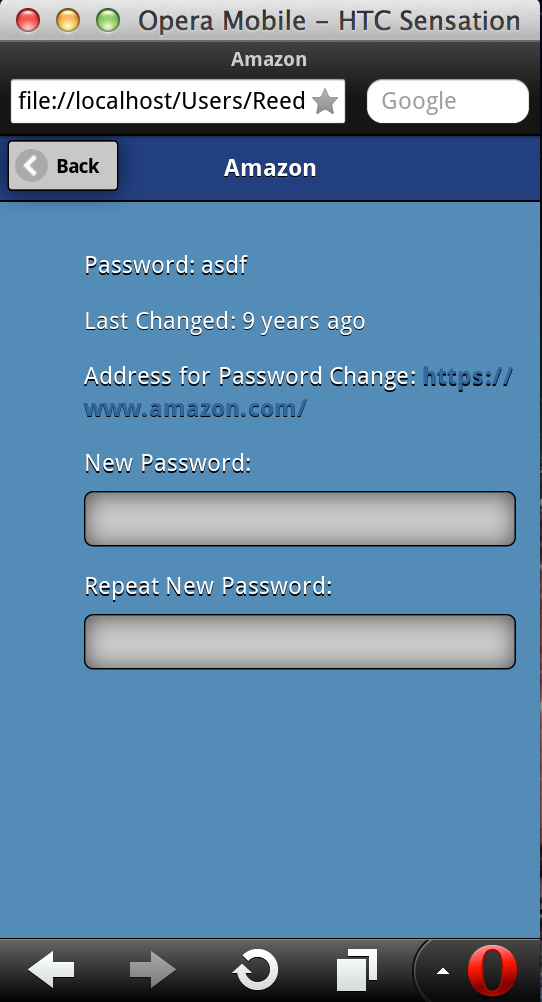 Opera Mobile – HTC Sensation
Amazon
file://localhost/Users/Reed
Google
Back
Amazon
Password: asdf
Last Changed: 9 years ago
Address for Password Change: https://
www.amazon.com/
New Password:
Repeat New Password: